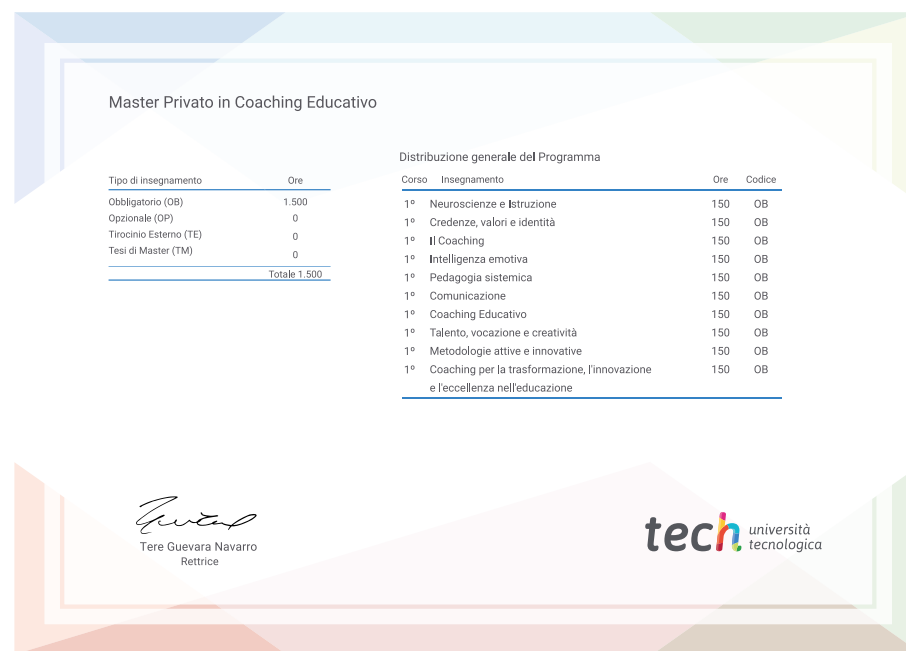 Master Privato in Coaching Educativo
Tipo di insegnamento Ore
Obbligatorio (OB) 1.500
Opzionale (OP) 0
Tirocinio Esterno (TE) 0
Tesi di Master (TM) 0
Totale 1.500
Distribuzione generale del Programma
Corso Insegnamento Ore Codice
1º Neuroscienze e Istruzione 150 OB
1º Credenze, valori e identità 150 OB
1º Il Coaching 150 OB
1º Intelligenza emotiva 150 OB
1º Pedagogia sistemica 150 OB
1º Comunicazione 150 OB
1º Coaching Educativo 150 OB
1º Talento, vocazione e creatività 150 OB
1º Metodologie attive e innovative 150 OB
1º Coaching per la trasformazione, l'innovazione 150 OB
e l'eccellenza nell'educazione
Tere Guevara Navarro
Rettrice
tech università
tecnologica